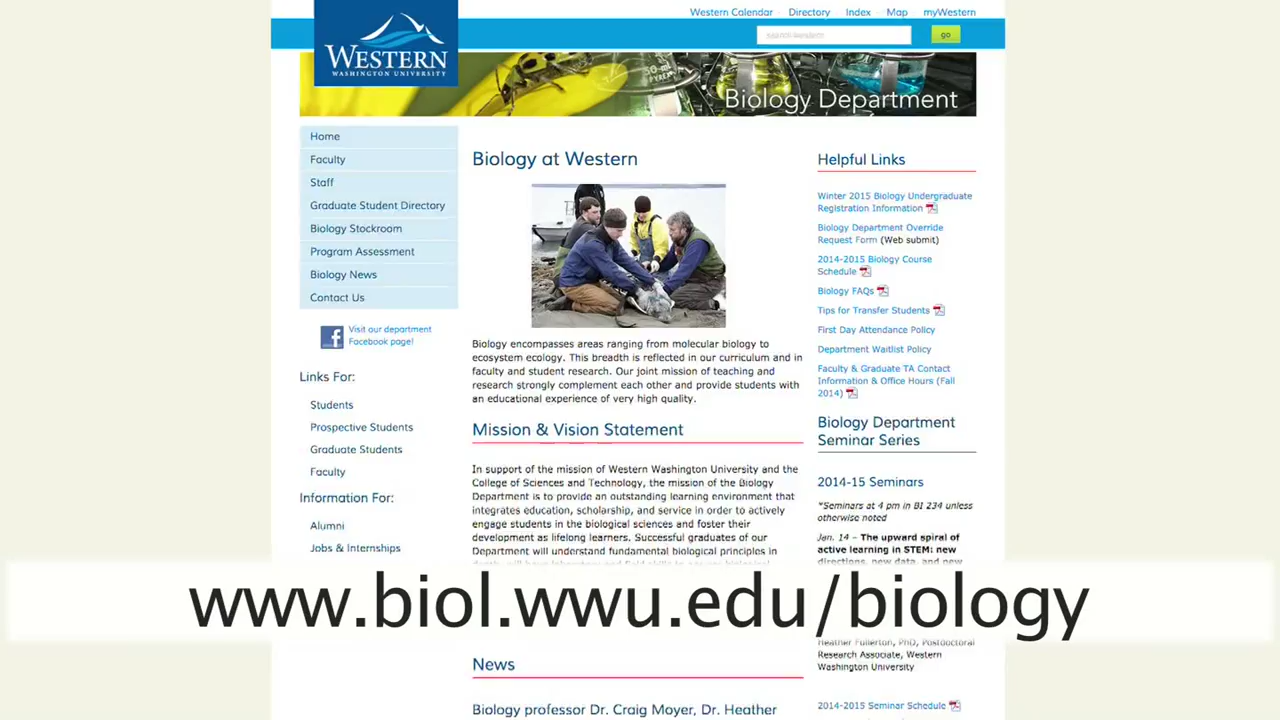 Western Calendar
Directory
Index
Map
myWestern
search western
go
WESTERN
WASHINGTON UNIVERSITY
50 ml
PYREX
Biology Department
Home
Faculty
Staff
Graduate Student Directory
Biology Stockroom
Program Assessment
Biology News
Contact Us
Visit our department
Facebook page!
Links For:
Students
Prospective Students
Graduate Students
Faculty
Information For:
Alumni
Jobs & Internships
Biology at Western
Biology encompasses areas ranging from molecular biology to
ecosystem ecology. This breadth is reflected in our curriculum and in
faculty and student research. Our joint mission of teaching and
research strongly complement each other and provide students with
an educational experience of very high quality.
Mission & Vision Statement
In support of the mission of Western Washington University and the
College of Sciences and Technology, the mission of the Biology
Department is to provide an outstanding learning environment that
integrates education, scholarship, and service in order to actively
engage students in the biological sciences and foster their
development as lifelong learners. Successful graduates of our
Department will understand fundamental biological principles in
Helpful Links
Winter 2015 Biology Undergraduate
Registration Information
Biology Department Override
Request Form (Web submit)
2014-2015 Biology Course
Schedule
Biology FAQs
Tips for Transfer Students
First Day Attendance Policy
Department Waitlist Policy
Faculty & Graduate TA Contact
Information & Office Hours (Fall
2014)
Biology Department
Seminar Series
2014-15 Seminars
*Seminars at 4 pm in BI 234 unless
otherwise noted
Jan. 14 – The upward spiral of
active learning in STEM: new
directions, new data, and new
www.biol.wwu.edu/biology
Heather Fullerton, PhD, Postdoctoral
Research Associate, Western
Washington University
2014-2015 Seminar Schedule
News
Biology professor Dr. Craig Moyer, Dr. Heather